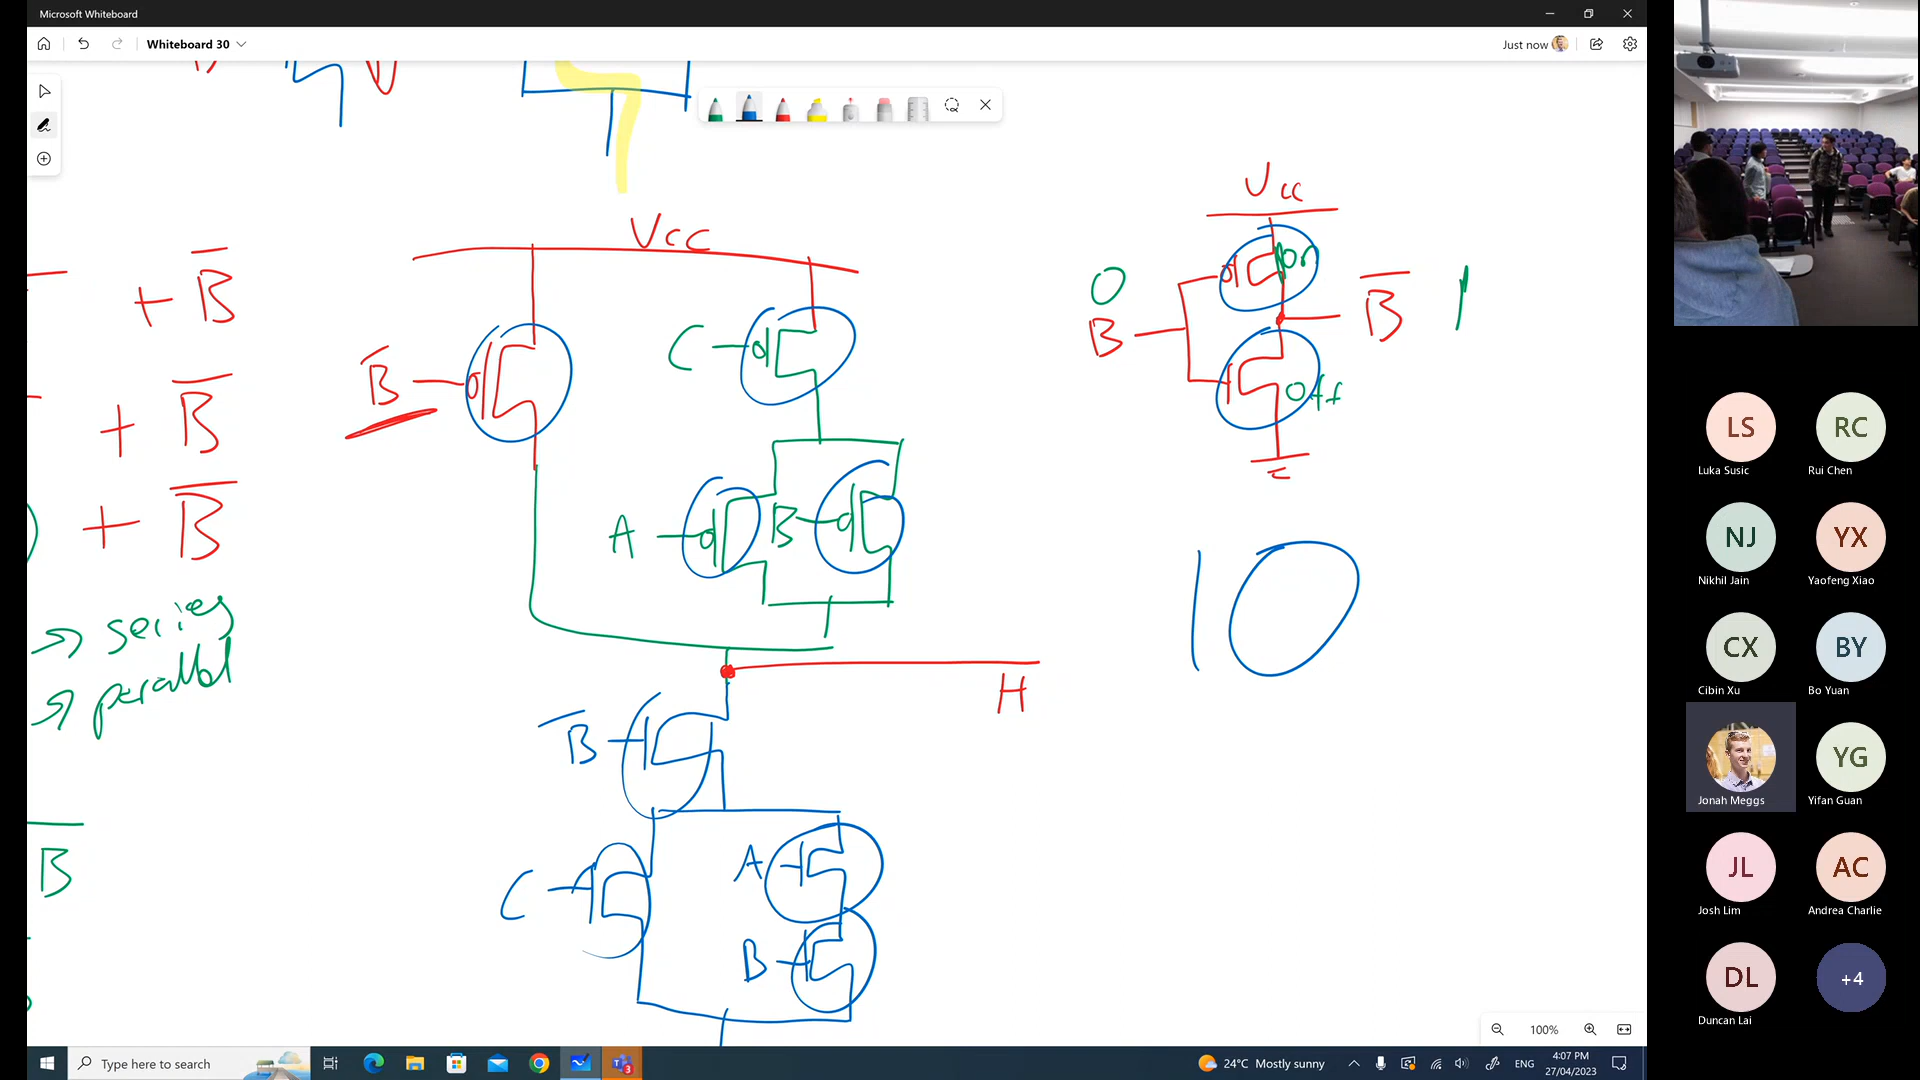 Microsoft Whiteboard
Whiteboard 30
Just now
+ B̅
+ B̅
+ B̅
→ series
→ parallel
B
Vcc
B̅
C
A
B
H
B̅
C
A
B
Vcc
0
B
on
off
B̅
1
10
100%
LS
Luka Susic
RC
Rui Chen
NJ
Nikhil Jain
YX
Yaofeng Xiao
CX
Cibin Xu
BY
Bo Yuan
Jonah Meggs
YG
Yifan Guan
JL
Josh Lim
AC
Andrea Charlie
DL
Duncan Lai
+4
Type here to search
24°C Mostly sunny
ENG
4:07 PM
27/04/2023